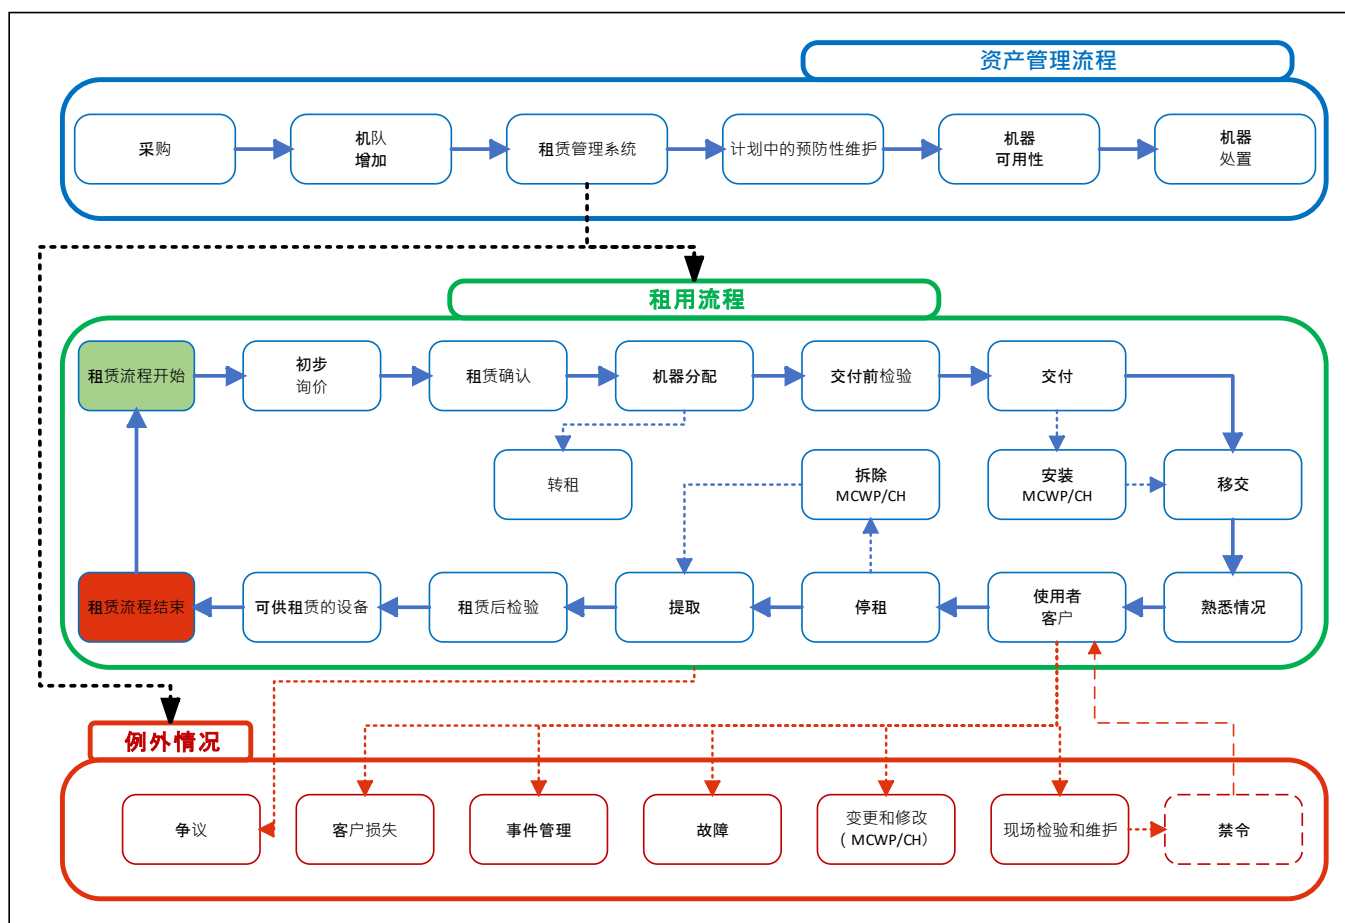 资产管理流程
采购
机队
增加
租赁管理系统
计划中的预防性维护
机器
可用性
机器
处置
租用流程
租赁流程开始
初步
询价
租赁确认
机器分配
交付前检验
交付
转租
拆除
MCWP/CH
安装
MCWP/CH
移交
租赁流程结束
可供租赁的设备
租赁后检验
提取
停租
使用者
客户
熟悉情况
例外情况
争议
客户损失
事件管理
故障
变更和修改
( MCWP/CH）
现场检验和维护
禁令